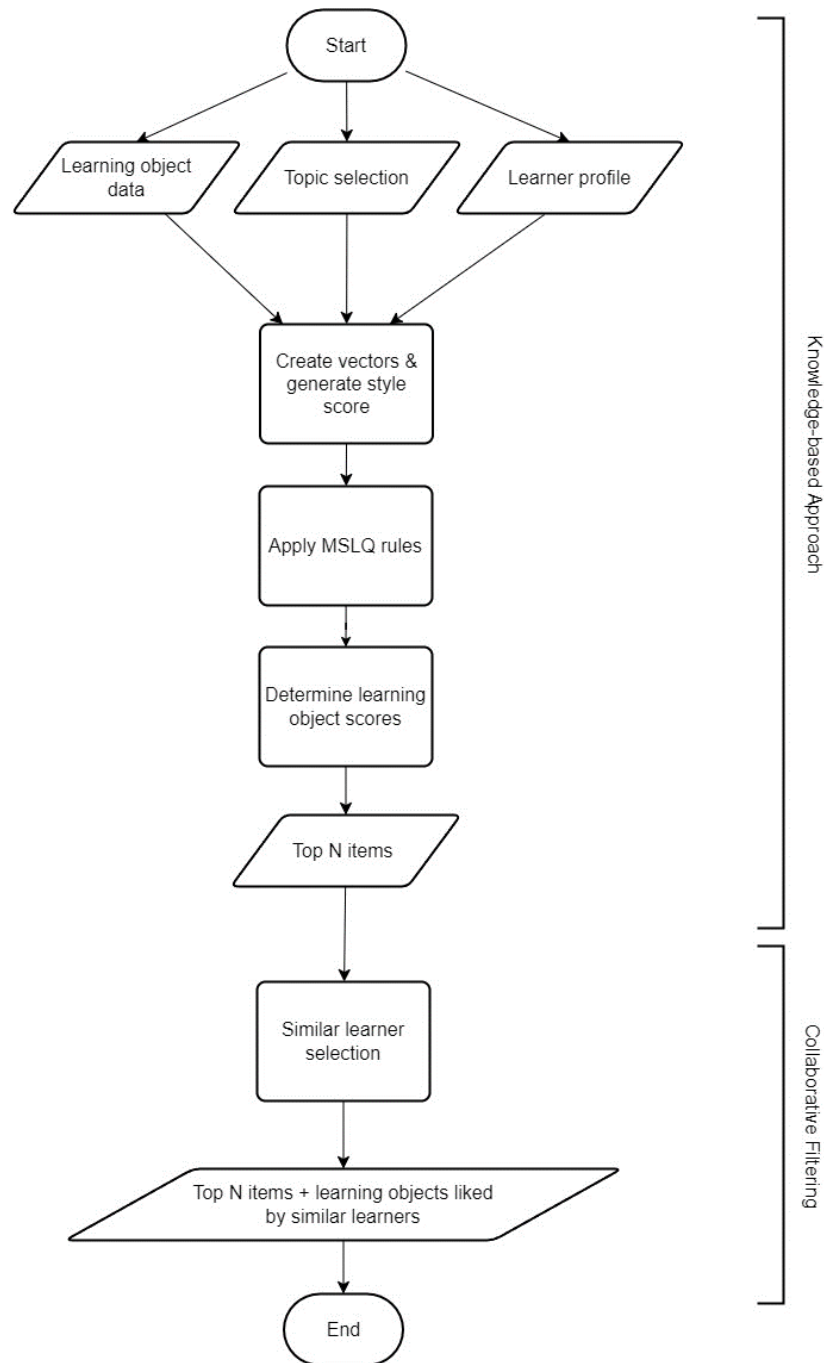 Start
Learning object
data
Topic selection
Learner profile
Create vectors &
generate style
score
Apply MSLQ rules
Determine learning
object scores
Top N items
Knowledge-based Approach
Similar learner
selection
Top N items + learning objects liked
by similar learners
Collaborative Filtering
End